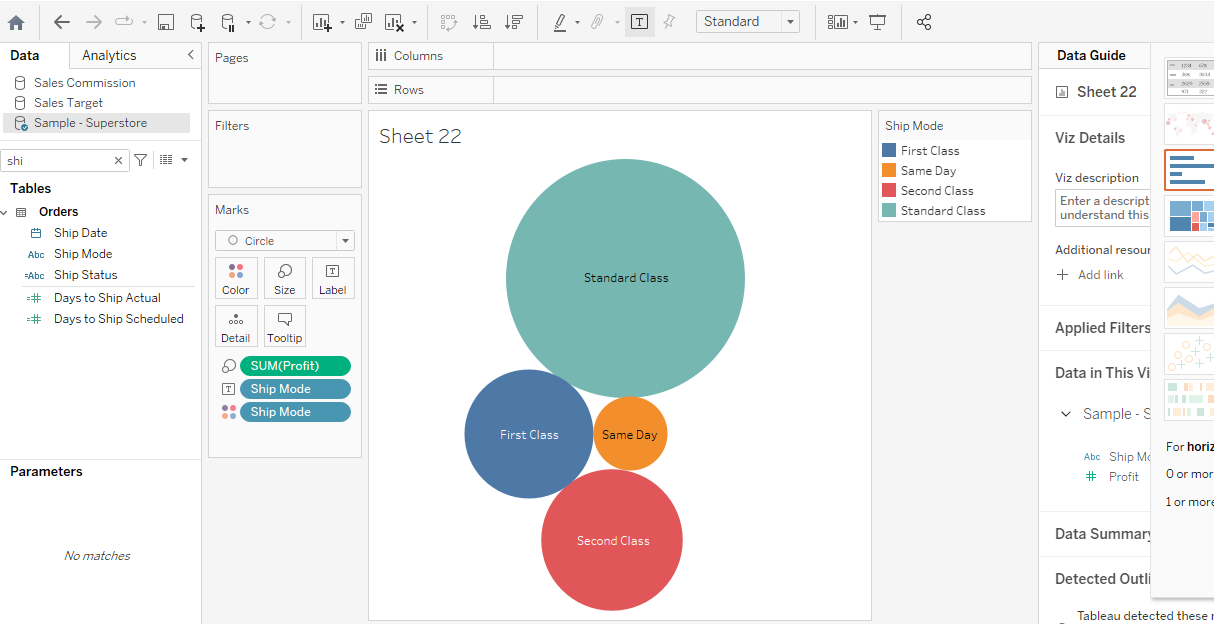 Standard
Data
Analytics
Sales Commission
Sales Target
Sample - Superstore
shi
Tables
Orders
Ship Date
Abc Ship Mode
=Abc Ship Status
Days to Ship Actual
Days to Ship Scheduled
Parameters
No matches
Pages
Filters
Marks
Circle
Color
Size
T
Label
Detail
Tooltip
SUM(Profit)
T Ship Mode
Ship Mode
Columns
Rows
Sheet 22
Standard Class
First Class
Same Day
Second Class
Ship Mode
First Class
Same Day
Second Class
Standard Class
Data Guide
Sheet 22
Viz Details
Viz description
Enter a descript
understand this
Additional resour
Add link
Applied Filters
Data in This Vi
Sample - S
Abc Ship Mo
Profit
Data Summary
Detected Outli
Tableau detected these
For horiz
0 or mor
1 or more